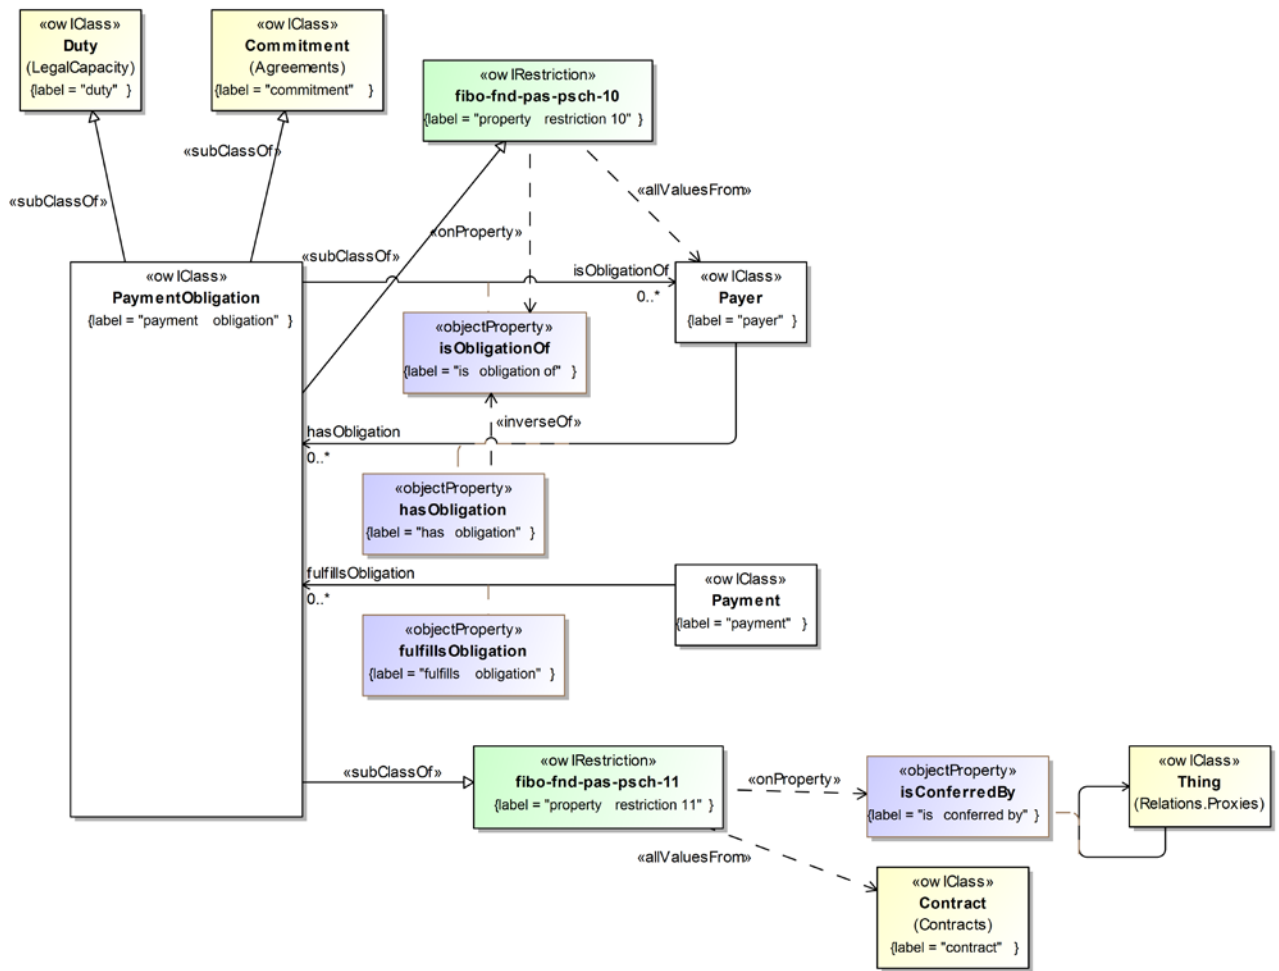 «owlClass»
Duty
(LegalCapacity)
{label = "duty" }
«owlClass»
Commitment
(Agreements)
{label = "commitment" }
«owlRestriction»
fibo-fnd-pas-psch-10
{label = "property restriction 10" }
«subClassOf»
«subClassOf»
«allValuesFrom»
«onProperty»
«subClassOf»
isObligationOf
0..*
«owlClass»
PaymentObligation
{label = "payment obligation" }
«owlClass»
Payer
{label = "payer" }
«objectProperty»
isObligationOf
{label = "is obligation of" }
«inverseOf»
hasObligation
0..*
«objectProperty»
hasObligation
{label = "has obligation" }
fulfillsObligation
0..*
«owlClass»
Payment
{label = "payment" }
«objectProperty»
fulfillsObligation
{label = "fulfills obligation" }
«subClassOf»
«owlRestriction»
fibo-fnd-pas-psch-11
{label = "property restriction 11" }
«onProperty»
«objectProperty»
isConferredBy
{label = "is conferred by" }
«owlClass»
Thing
(Relations.Proxies)
«allValuesFrom»
«owlClass»
Contract
(Contracts)
{label = "contract" }